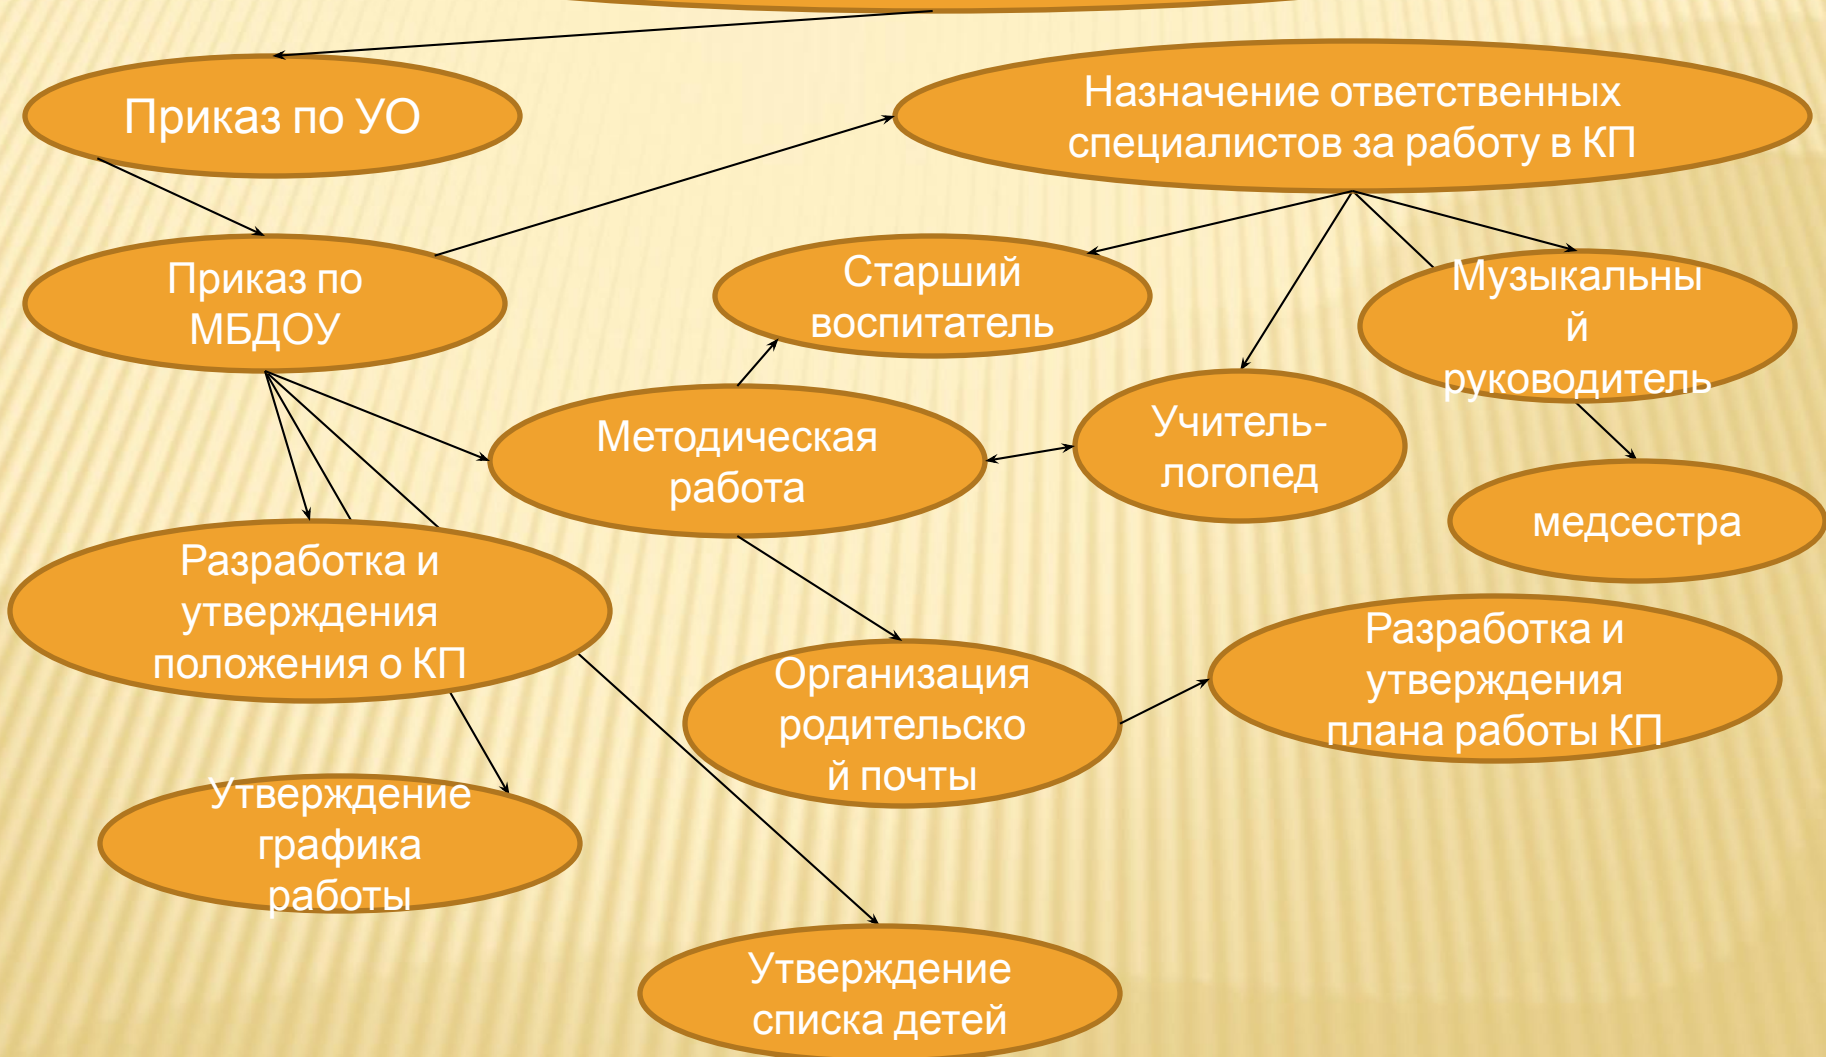 Приказ по УО
Назначение ответственных
специалистов за работу в КП
Приказ по
МБДОУ
Старший
воспитатель
Музыкальны
й
руководитель
Методическая
работа
Учитель-
логопед
медсестра
Разработка и
утверждения
положения о КП
Организация
родительско
й почты
Разработка и
утверждения
плана работы КП
Утверждение
графика
работы
Утверждение
списка детей